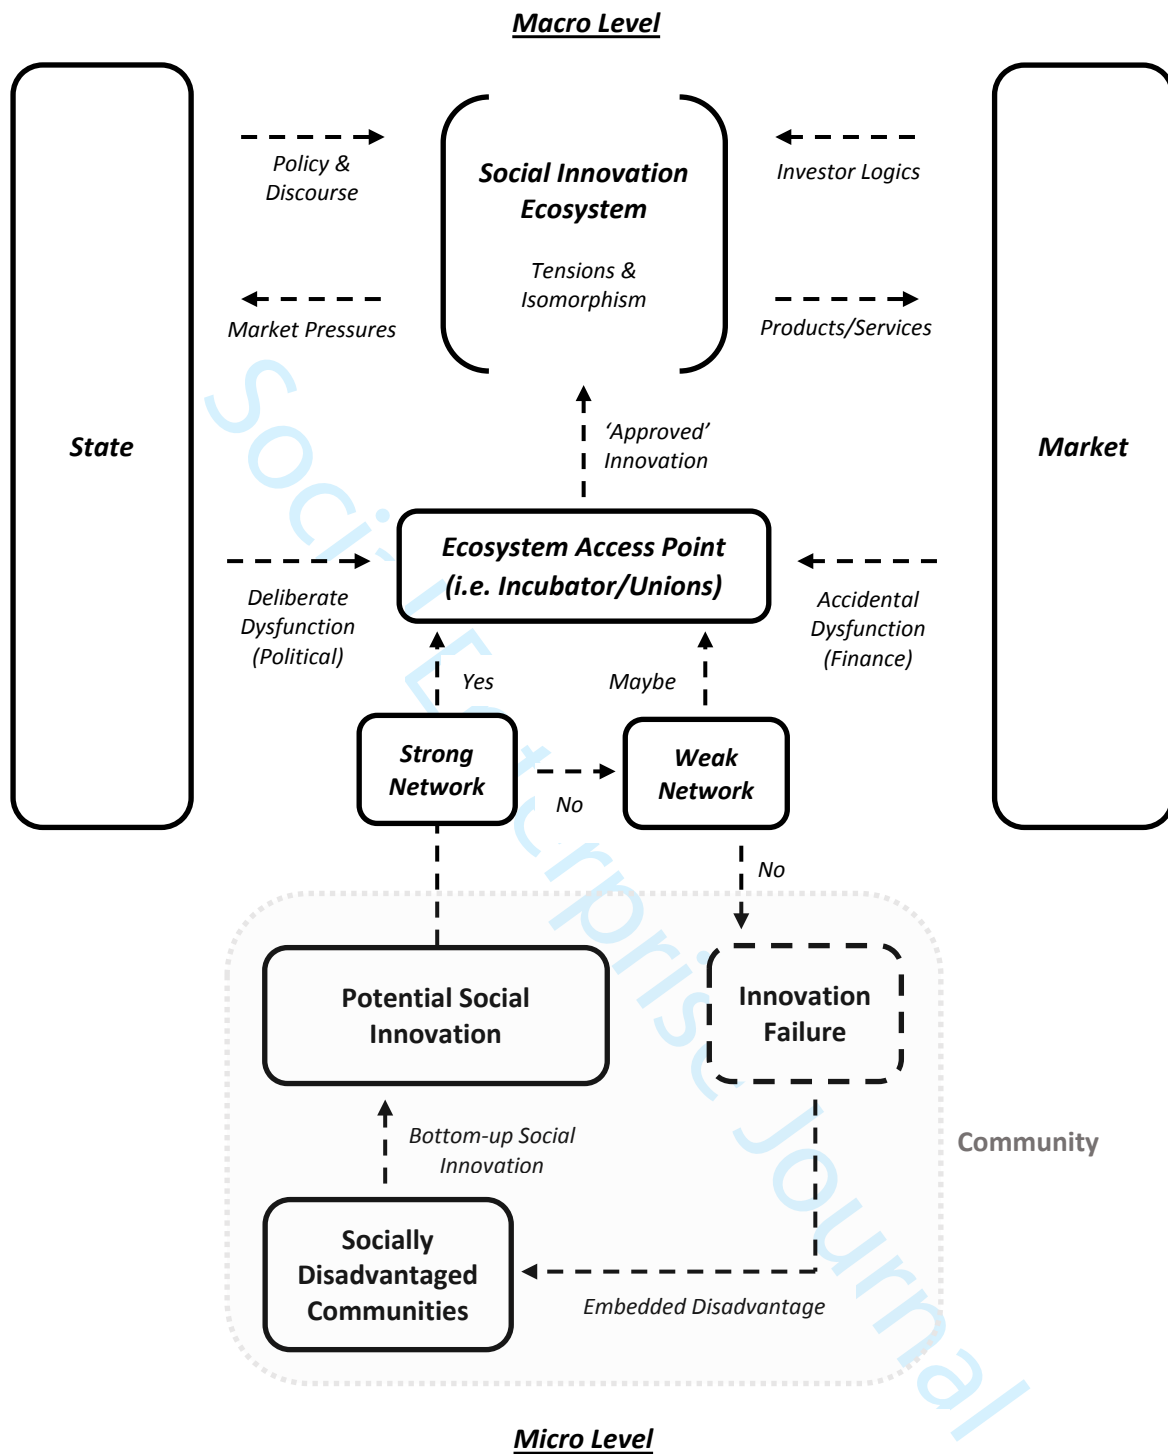 Macro Level
Policy &
Discourse
Social Innovation
Ecosystem
Investor Logics
Tensions &
Isomorphism
Market Pressures
Products/Services
State
'Approved'
Innovation
Market
Ecosystem Access Point
(i.e. Incubator/Unions)
Deliberate
Dysfunction
(Political)
Accidental
Dysfunction
(Finance)
Yes
Maybe
Strong
Network
No
Weak
Network
No
Potential Social
Innovation
Innovation
Failure
Bottom-up Social
Innovation
Community
Socially
Disadvantaged
Communities
Embedded Disadvantage
Micro Level
Social Enterprise Journal